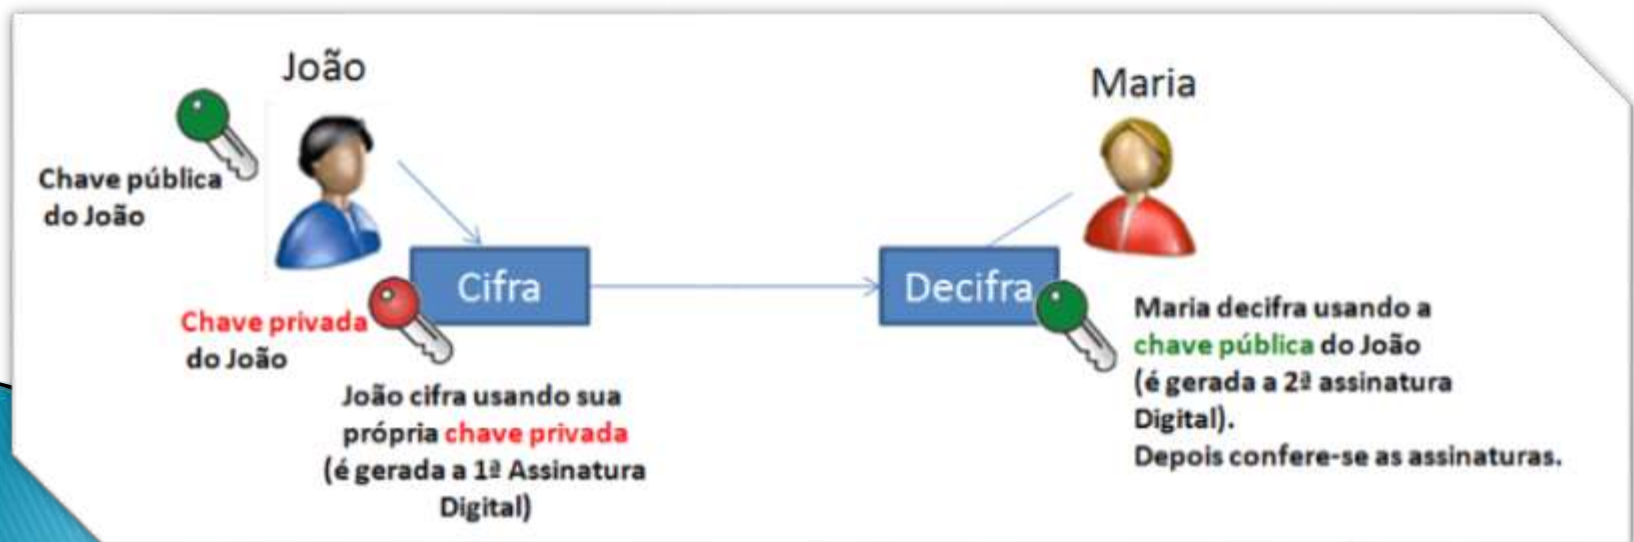 João
Chave pública
do João
Chave privada
do João
Cifra
João cifra usando sua
própria chave privada
(é gerada a 1ª Assinatura
Digital)
Maria
Decifra
Maria decifra usando a
chave pública do João
(é gerada a 2ª assinatura
Digital).
Depois confere-se as assinaturas.